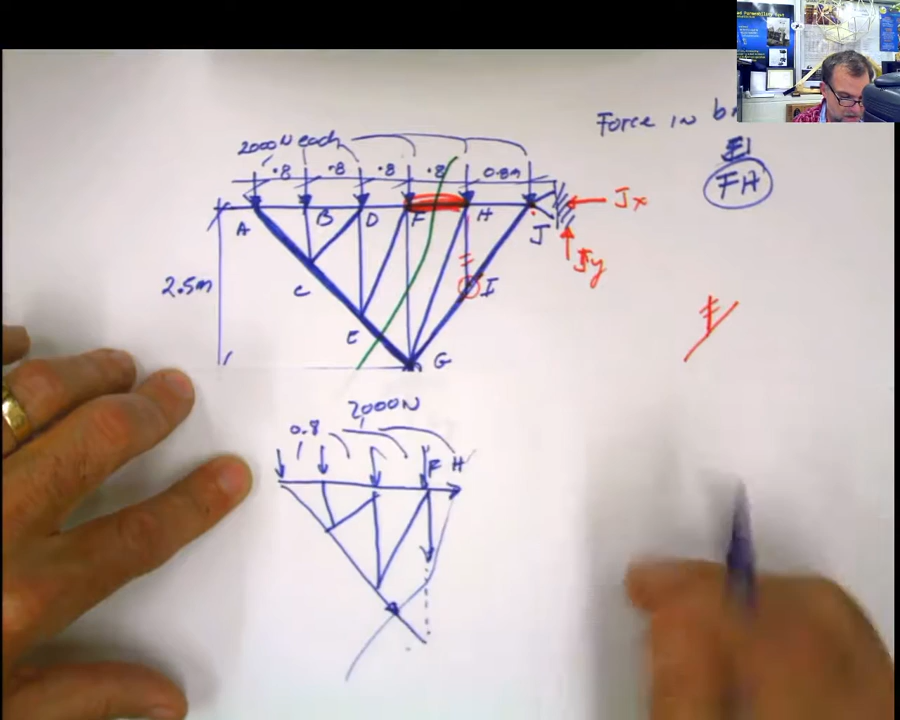 Force in
FH
2000N each
.8 .8 .8 .8 0.8m
A B D F H J
Jx
Jy
2.5m
C
I
E
G
2000N
0.8
F H